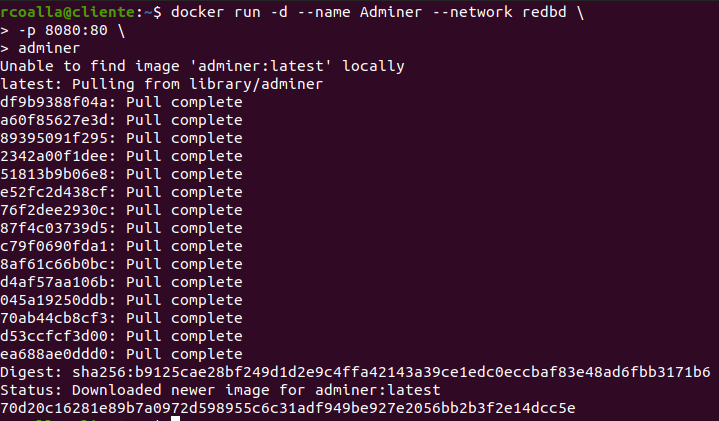 rcoalla@cliente:~$ docker run -d --name Adminer --network redbd \
> -p 8080:80 \
> adminer
Unable to find image 'adminer:latest' locally
latest: Pulling from library/adminer
df9b9388f04a: Pull complete
a60f85627e3d: Pull complete
89395091f295: Pull complete
2342a00f1dee: Pull complete
51813b9b06e8: Pull complete
e52fc2d438cf: Pull complete
76f2dee2930c: Pull complete
87f4c03739d5: Pull complete
c79f0690fda1: Pull complete
8af61c66b0bc: Pull complete
d4af57aa106b: Pull complete
045a19250ddb: Pull complete
70ab44cb8cf3: Pull complete
d53ccfcf3d00: Pull complete
ea688ae0ddd0: Pull complete
Digest: sha256:b9125cae28bf249d1d2e9c4ffa42143a39ce1edc0eccbaf83e48ad6fbb3171b6
Status: Downloaded newer image for adminer:latest
70d20c16281e89b7a0972d598955c6c31adf949be927e2056bb2b3f2e14dcc5e